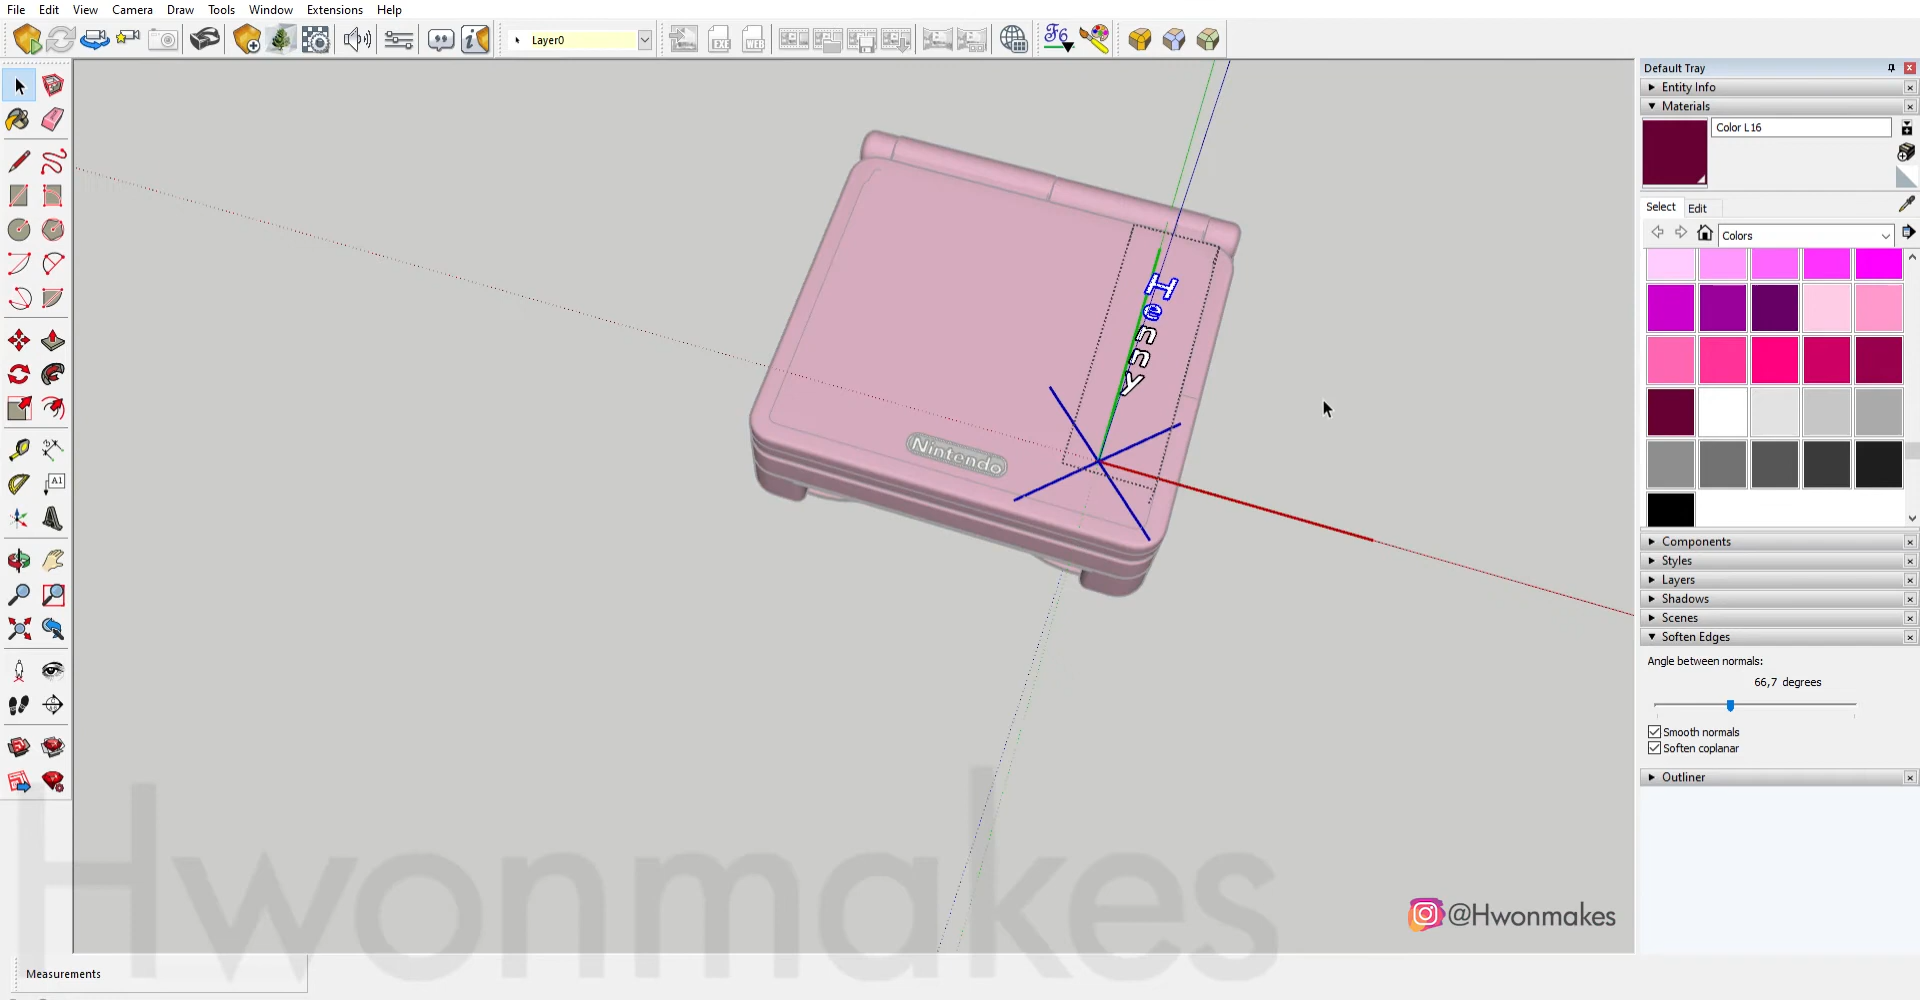 File Edit View Camera Draw Tools Window Extensions Help
Layer0
Default Tray
Entity Info
Materials
Color L16
Select Edit
Colors
Henny
Nintendo
Components
Styles
Layers
Shadows
Scenes
Soften Edges
Angle between normals:
66,7 degrees
Smooth normals
Soften coplanar
Outliner
Hwonmakes
@Hwonmakes
Measurements